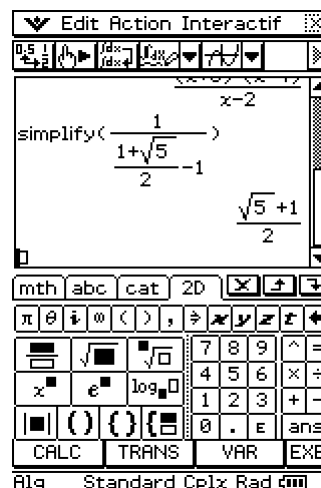 Edit Action Interactif
x-2
simplify( 1 / ((1+√5)/2 -1) )
(√5+1)/2
mth abc cat 2D
π θ i ∞ ( ) , ⇒ x y z t
√■ ■√□ 7 8 9 ^ =
x■ e■ log■□ 4 5 6 × ÷
1 2 3 + -
|■| ( ) { } 0 . E ans
CALC TRANS VAR EXE
Alg Standard Cplx Rad